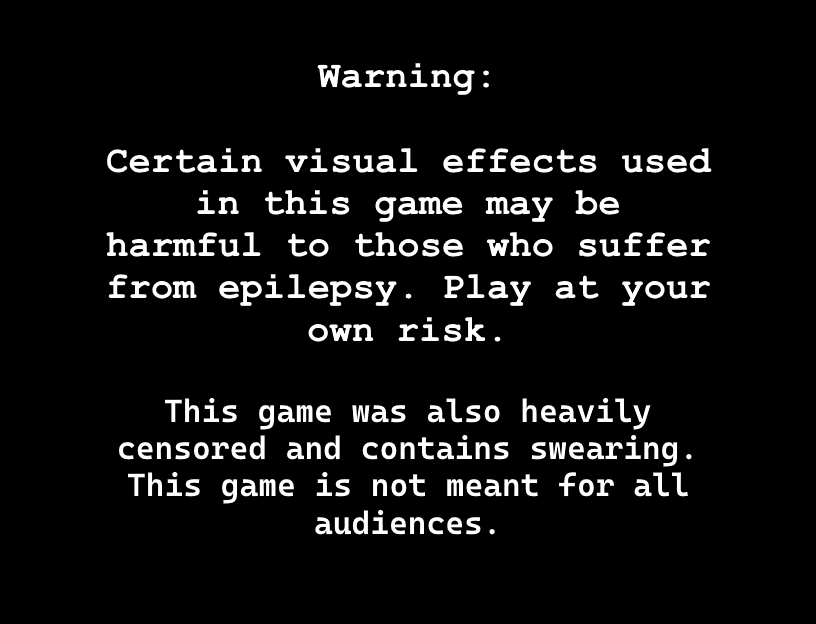 Warning:
Certain visual effects used
in this game may be
harmful to those who suffer
from epilepsy. Play at your
own risk.
This game was also heavily
censored and contains swearing.
This game is not meant for all
audiences.